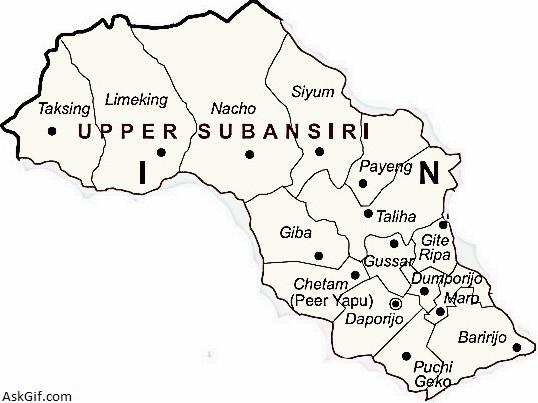 Siyum
Limeking
Taksing
Nacho
UPPER SUBANSIRI
Payeng
I
N
Taliha
Giba
Gite
Ripa
Gussar
Chetam
(Peer Yapu)
Dumporijo
Maro
Daporijo
Baririjo
Puchi
Geko
AskGif.com